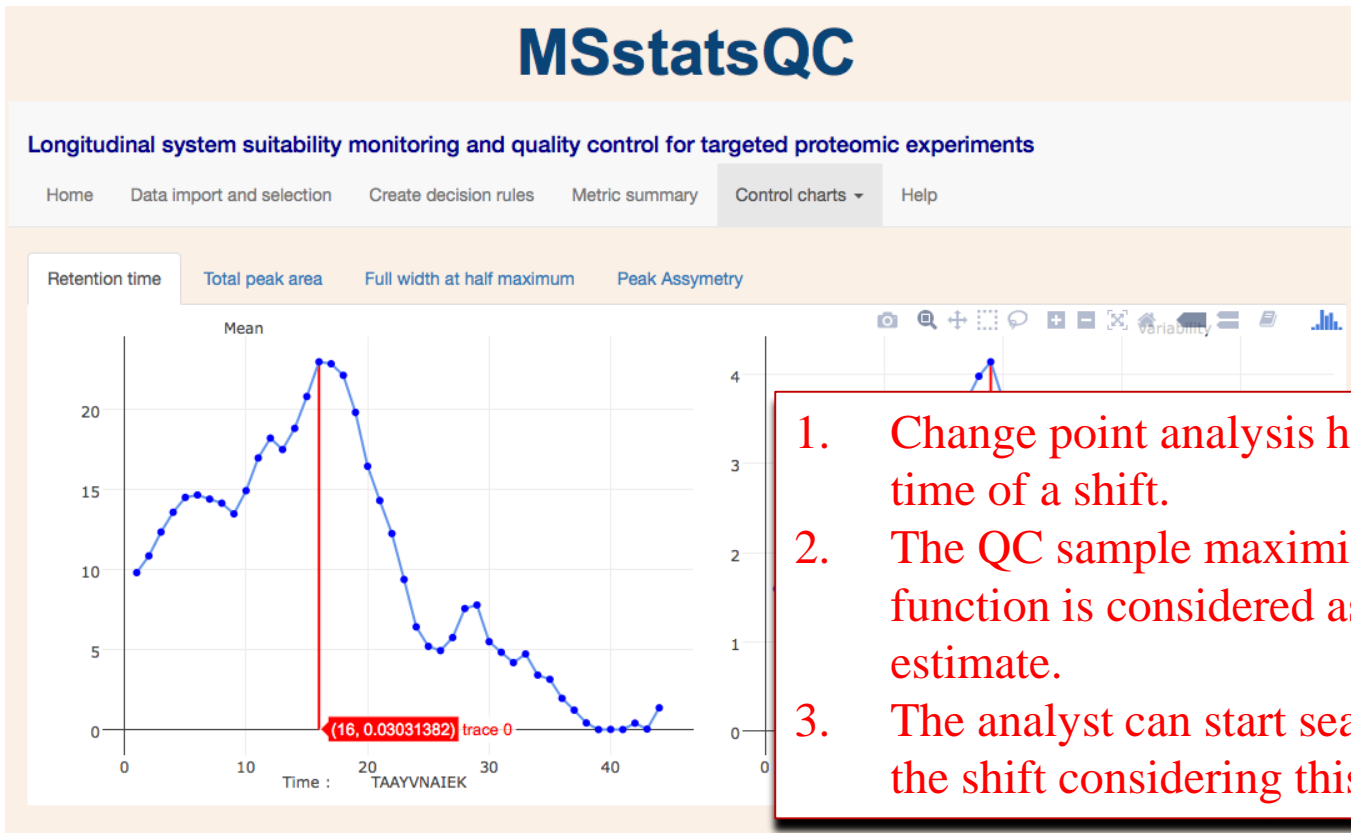 MSstatsQC
Longitudinal system suitability monitoring and quality control for targeted proteomic experiments
Home Data import and selection Create decision rules Metric summary Control charts Help
Retention time Total peak area Full width at half maximum Peak Assymetry
Mean
20
15
10
5
0
(16, 0.03031382) trace 0
0 10 20 30 40
Time : TAAYVNAIEK
Variability
4
3
2
1
0
0
1. Change point analysis h
time of a shift.
2. The QC sample maximi
function is considered as
estimate.
3. The analyst can start sea
the shift considering this